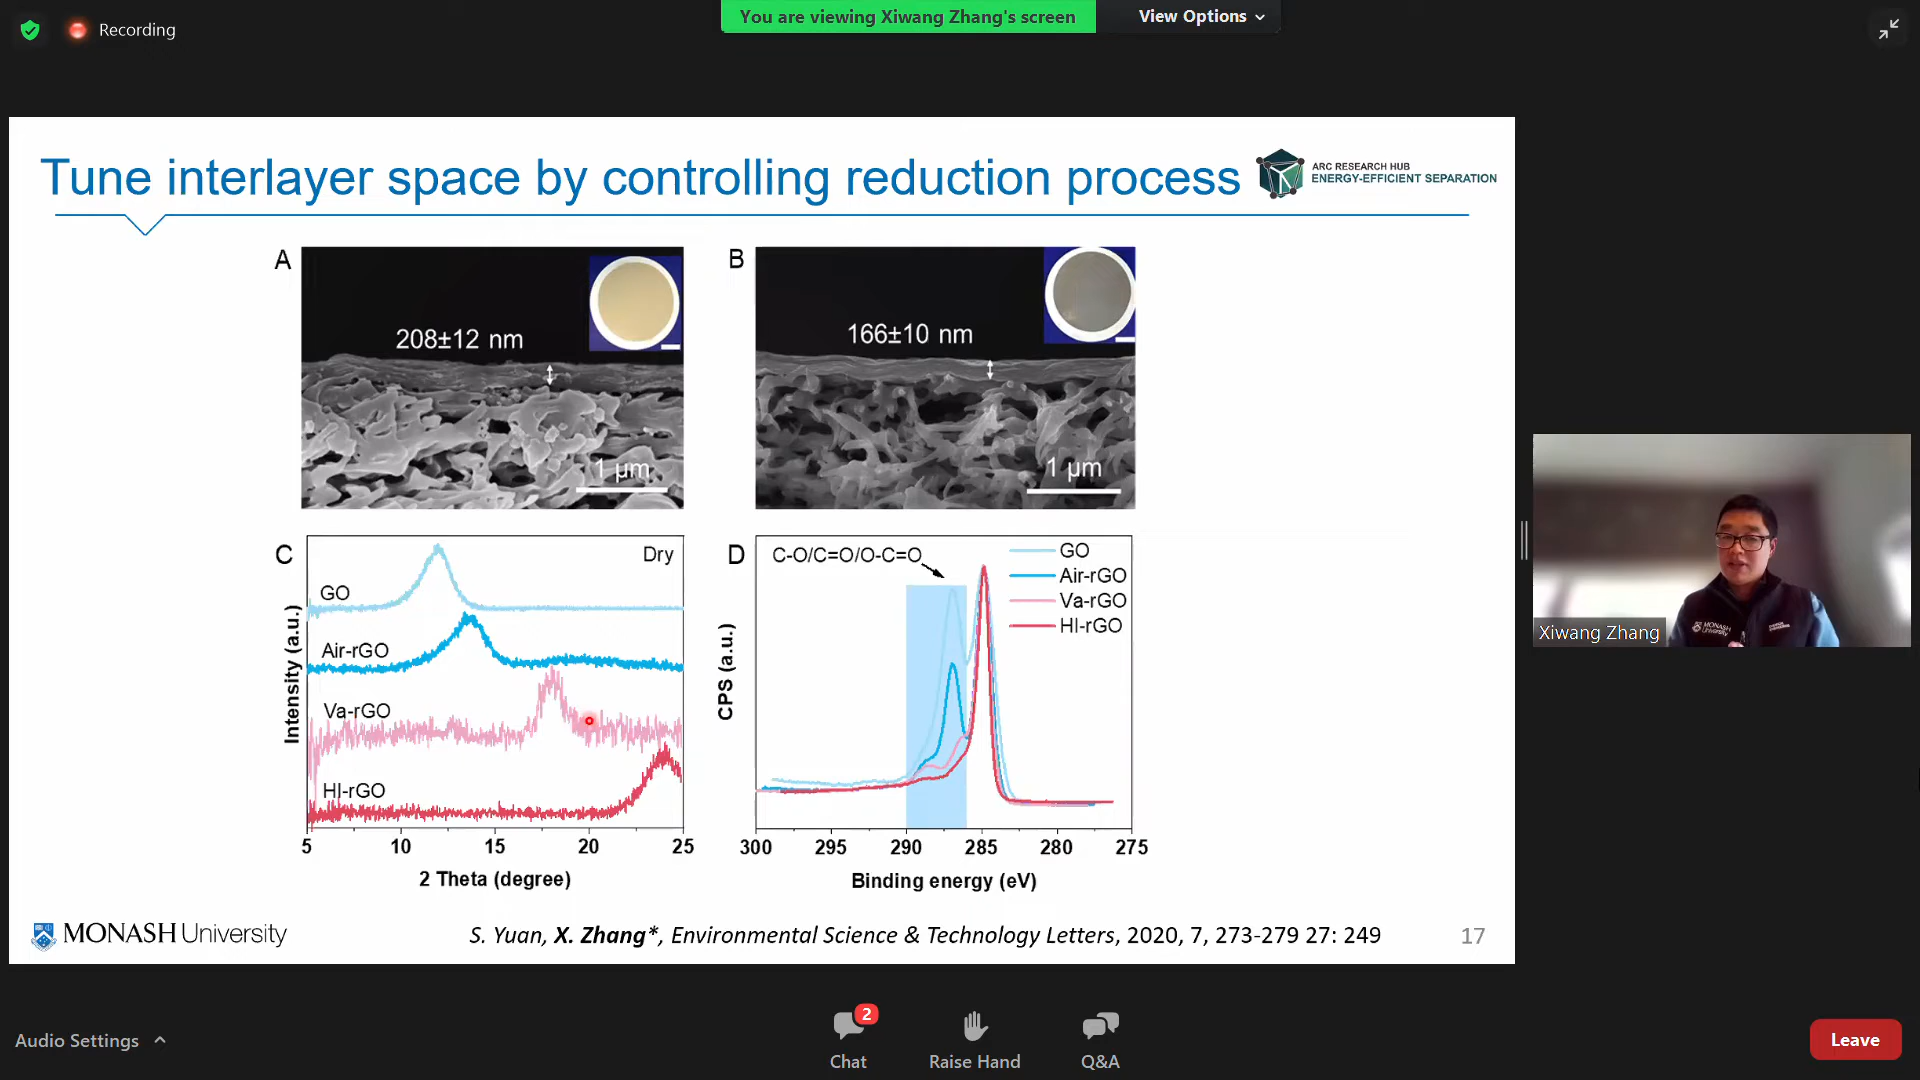 Recording
You are viewing Xiwang Zhang's screen
View Options
Tune interlayer space by controlling reduction process
ARC RESEARCH HUB
ENERGY-EFFICIENT SEPARATION
A
208±12 nm
1 µm
B
166±10 nm
1 µm
C
Dry
GO
Air-rGO
Va-rGO
HI-rGO
Intensity (a.u.)
5 10 15 20 25
2 Theta (degree)
D
C-O/C=O/O-C=O
GO
Air-rGO
Va-rGO
HI-rGO
CPS (a.u.)
300 295 290 285 280 275
Binding energy (eV)
MONASH University
S. Yuan, X. Zhang*, Environmental Science & Technology Letters, 2020, 7, 273-279 27: 249
17
MONASH
University
Xiwang Zhang
Audio Settings
2
Chat
Raise Hand
Q&A
Leave